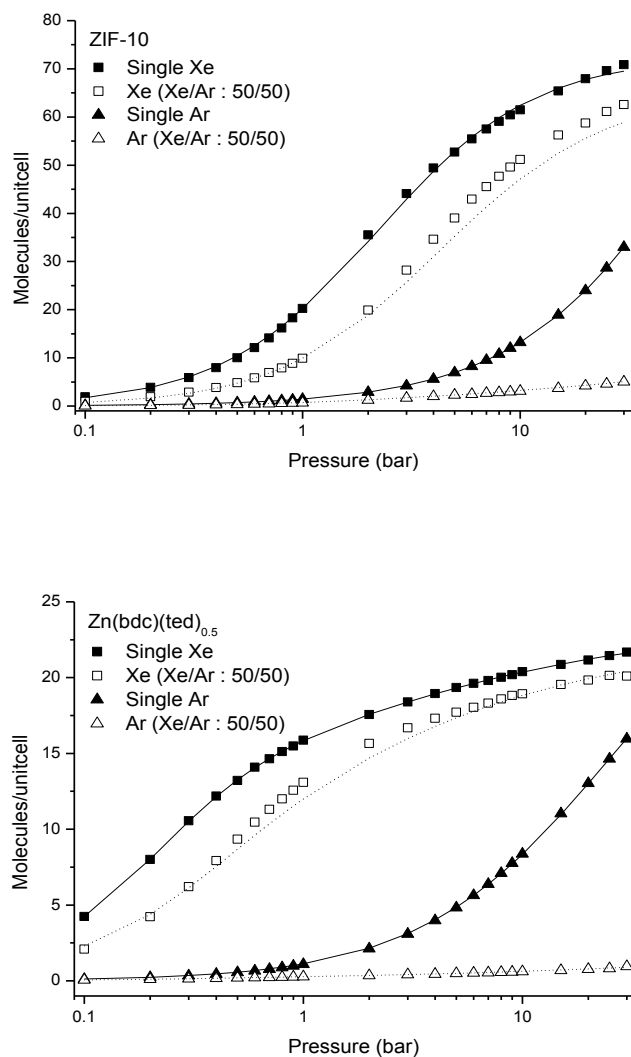 80
70
60
50
40
30
20
10
0
Molecules/unitcell
ZIF-10
Single Xe
Xe (Xe/Ar : 50/50)
Single Ar
Ar (Xe/Ar : 50/50)
0.1
1
10
Pressure (bar)
25
20
15
10
5
0
Molecules/unitcell
Zn(bdc)(ted)0.5
Single Xe
Xe (Xe/Ar : 50/50)
Single Ar
Ar (Xe/Ar : 50/50)
0.1
1
10
Pressure (bar)